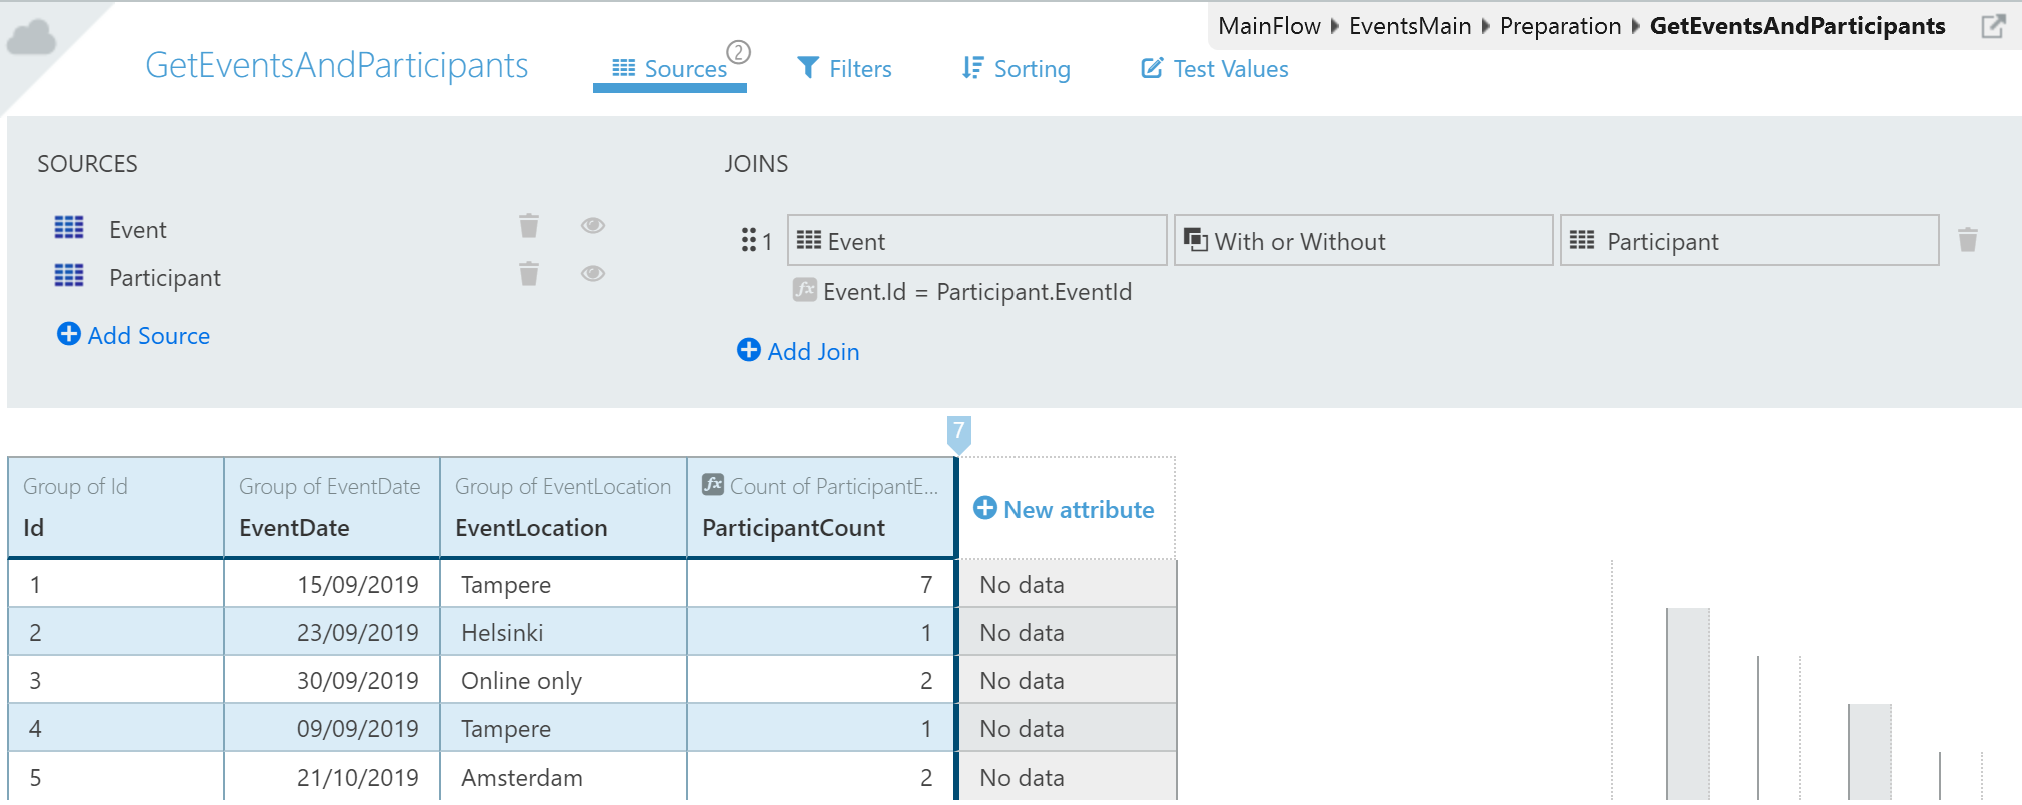 MainFlow EventsMain Preparation GetEventsAndParticipants
GetEventsAndParticipants Sources 2 Filters Sorting Test Values
SOURCES
Event
Participant
Add Source
JOINS
1 Event With or Without Participant
fx Event.Id = Participant.EventId
Add Join
7
Group of Id Group of EventDate Group of EventLocation fx Count of ParticipantE...
Id EventDate EventLocation ParticipantCount New attribute
1 15/09/2019 Tampere 7 No data
2 23/09/2019 Helsinki 1 No data
3 30/09/2019 Online only 2 No data
4 09/09/2019 Tampere 1 No data
5 21/10/2019 Amsterdam 2 No data